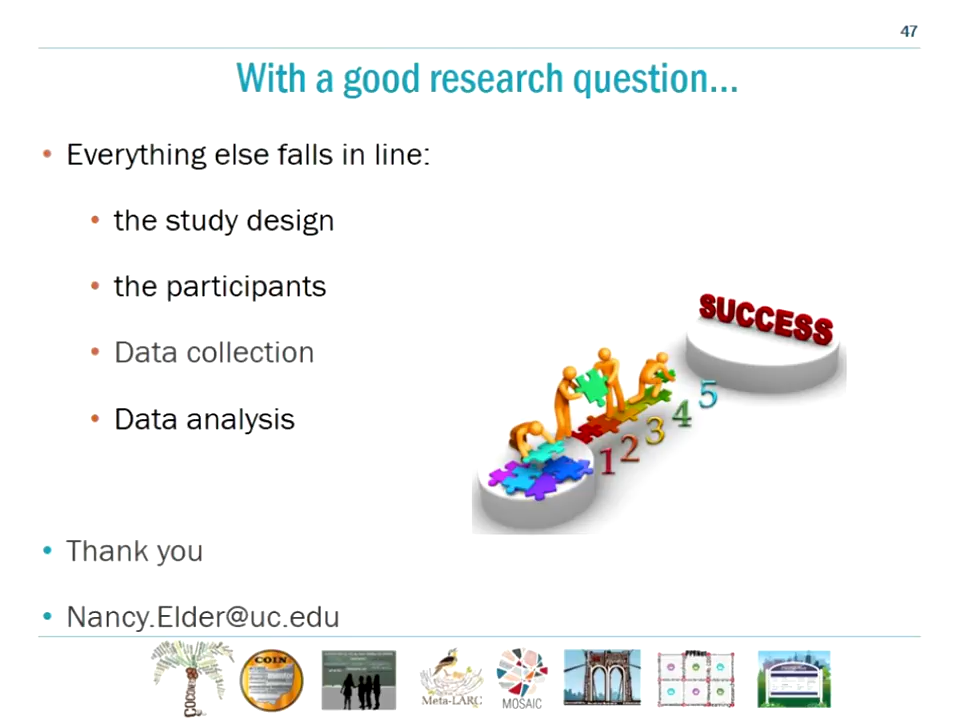 47
With a good research question...
Everything else falls in line:
the study design
the participants
Data collection
Data analysis
SUCCESS
1 2 3 4 5
Thank you
Nancy.Elder@uc.edu
COIN
Meta-LARC
MOSAIC